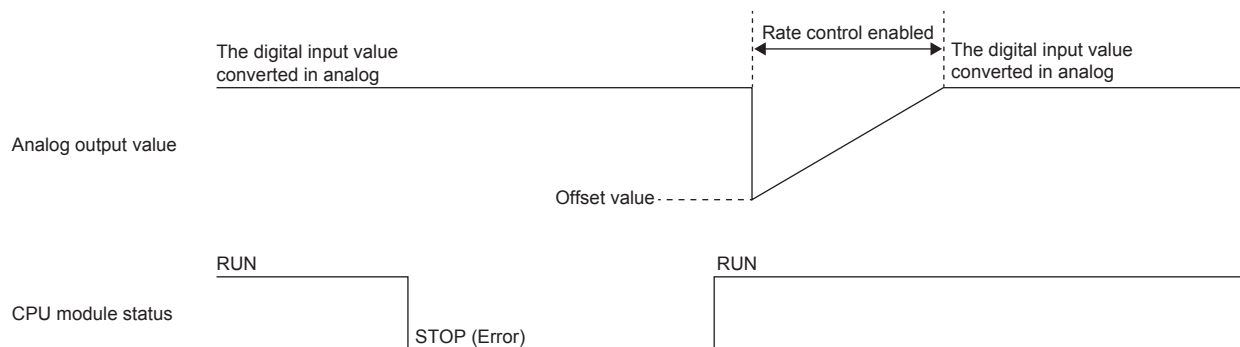 Rate control enabled
The digital input value
converted in analog
The digital input value
converted in analog
Analog output value
Offset value
RUN
RUN
CPU module status
STOP (Error)